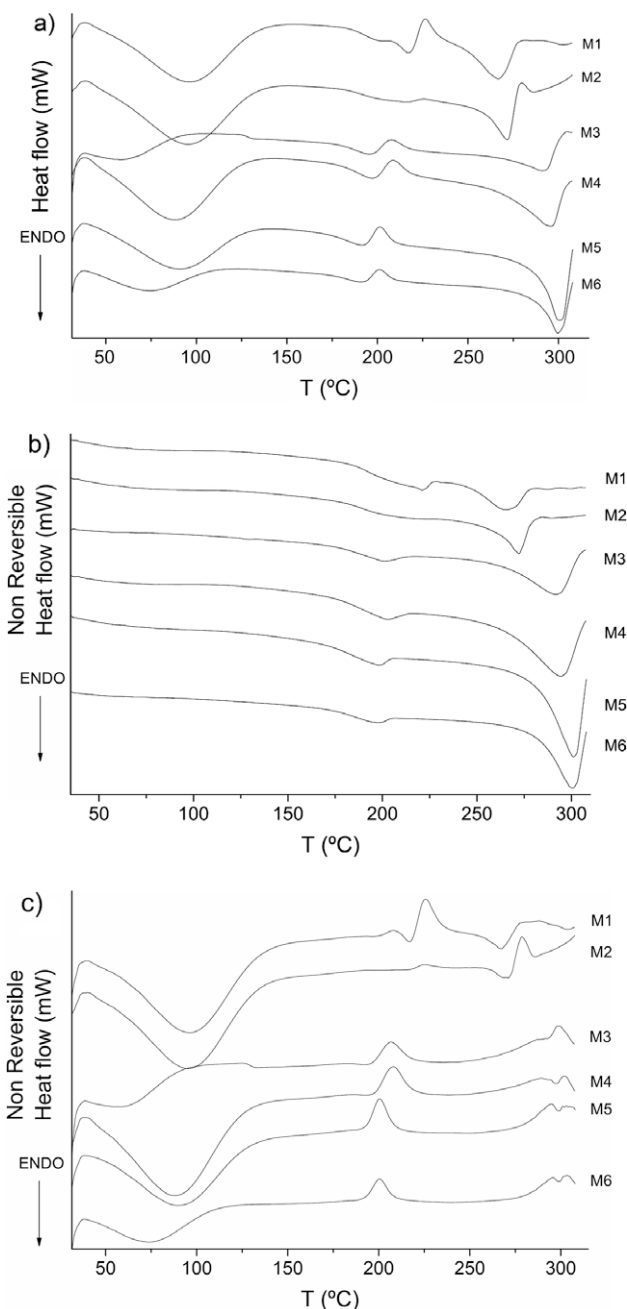 a)
Heat flow (mW)
ENDO
M1
M2
M3
M4
M5
M6
50 100 150 200 250 300
T (ºC)
b)
Non Reversible
Heat flow (mW)
ENDO
M1
M2
M3
M4
M5
M6
50 100 150 200 250 300
T (ºC)
c)
Non Reversible
Heat flow (mW)
ENDO
M1
M2
M3
M4
M5
M6
50 100 150 200 250 300
T (ºC)